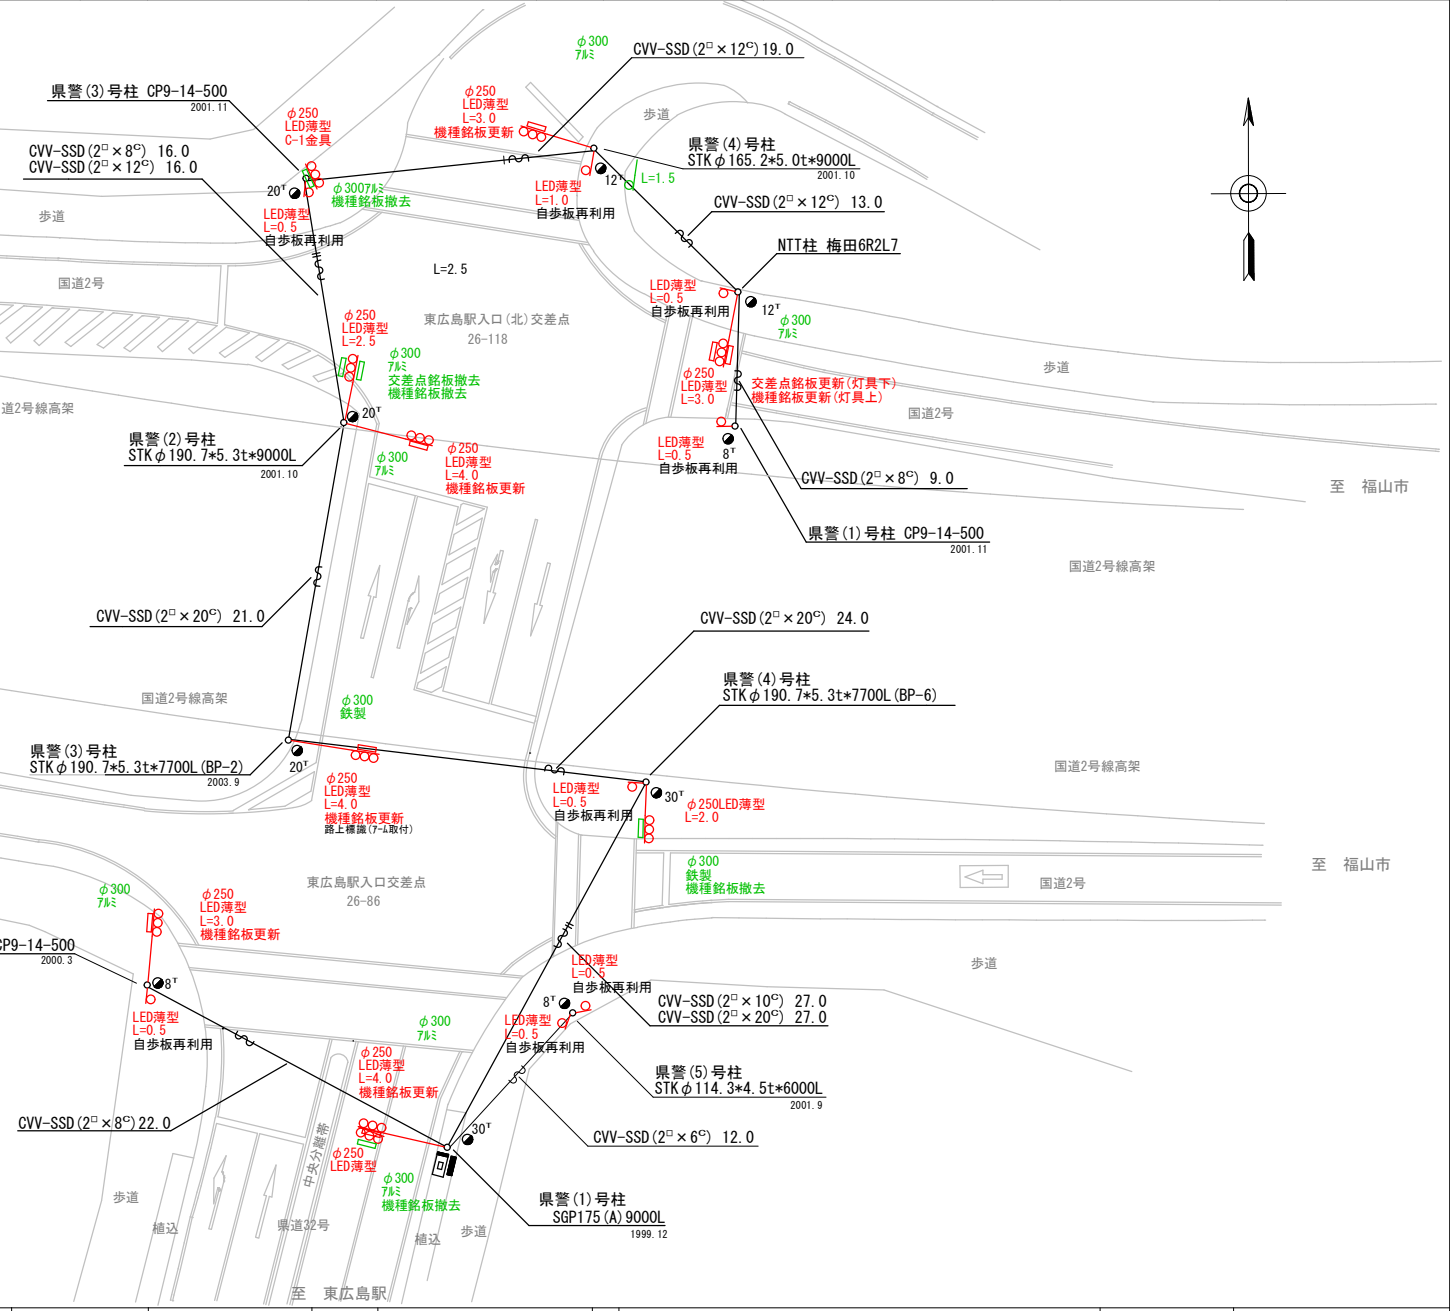 φ300
ｱﾙﾐ
CVV-SSD(2□×12C)19.0
県警(3)号柱 CP9-14-500
2001.11
φ250
LED薄型
C-1金具
φ250
LED薄型
L=3.0
機種銘板更新
歩道
県警(4)号柱
STKφ165.2*5.0t*9000L
2001.10
CVV-SSD(2□×8C) 16.0
CVV-SSD(2□×12C) 16.0
20T
φ300ｱﾙﾐ
機種銘板撤去
LED薄型
L=0.5
自歩板再利用
12T
L=1.5
LED薄型
L=1.0
自歩板再利用
CVV-SSD(2□×12C) 13.0
歩道
NTT柱 梅田6R2L7
国道2号
L=2.5
LED薄型
L=0.5
自歩板再利用
12T
φ300
ｱﾙﾐ
φ250
LED薄型
L=2.5
東広島駅入口(北)交差点
26-118
φ300
ｱﾙﾐ
交差点銘板撤去
機種銘板撤去
歩道
φ250
LED薄型
L=3.0
交差点銘板更新(灯具下)
機種銘板更新(灯具上)
国道2号
道2号線高架
20T
県警(2)号柱
STKφ190.7*5.3t*9000L
2001.10
φ300
ｱﾙﾐ
φ250
LED薄型
L=4.0
機種銘板更新
LED薄型
L=0.5
自歩板再利用
8T
CVV-SSD(2□×8C) 9.0
至　福山市
県警(1)号柱 CP9-14-500
2001.11
国道2号線高架
CVV-SSD(2□×20C) 21.0
CVV-SSD(2□×20C) 24.0
国道2号線高架
φ300
鉄製
県警(4)号柱
STKφ190.7*5.3t*7700L(BP-6)
県警(3)号柱
STKφ190.7*5.3t*7700L(BP-2)
2003.9
20T
φ250
LED薄型
L=4.0
機種銘板更新
路上標識(ｱｰﾑ取付)
国道2号線高架
LED薄型
L=0.5
自歩板再利用
30T
φ250LED薄型
L=2.0
φ300
鉄製
機種銘板撤去
至　福山市
国道2号
東広島駅入口交差点
26-86
φ300
ｱﾙﾐ
φ250
LED薄型
L=3.0
機種銘板更新
CP9-14-500
2000.3
8T
LED薄型
L=0.5
自歩板再利用
歩道
LED薄型
L=0.5
自歩板再利用
8T
LED薄型
L=0.5
自歩板再利用
CVV-SSD(2□×10C) 27.0
CVV-SSD(2□×20C) 27.0
φ300
ｱﾙﾐ
φ250
LED薄型
L=4.0
機種銘板更新
県警(5)号柱
STKφ114.3*4.5t*6000L
2001.9
CVV-SSD(2□×8C)22.0
30T
CVV-SSD(2□×6C) 12.0
中央分離帯
φ250
LED薄型
φ300
ｱﾙﾐ
機種銘板撤去
県警(1)号柱
SGP175(A)9000L
1999.12
歩道
植込
県道32号
植込
歩道
至　東広島駅